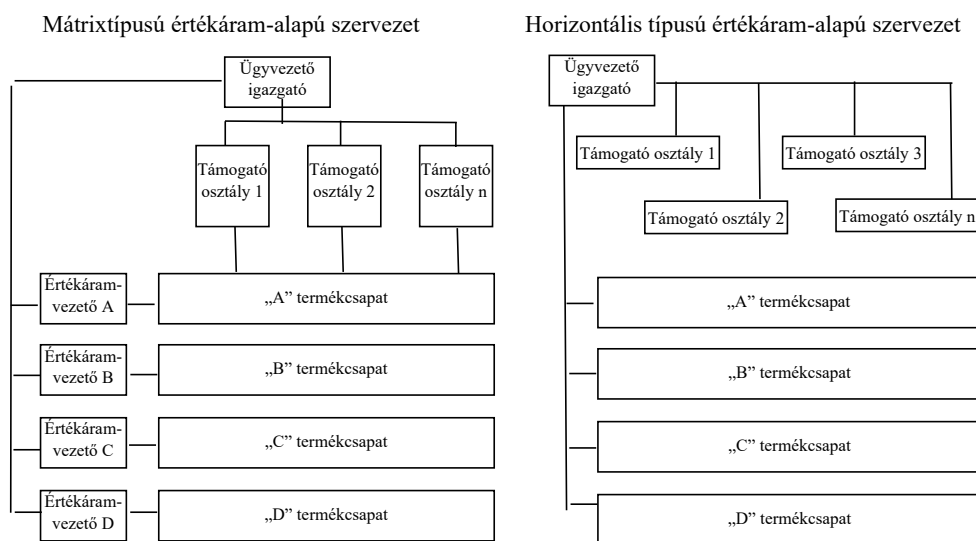 Mátrixtípusú értékáram-alapú szervezet
Ügyvezető
igazgató
Támogató
osztály 1
Támogató
osztály 2
Támogató
osztály n
Értékáram-
vezető A
„A” termékcsapat
Értékáram-
vezető B
„B” termékcsapat
Értékáram-
vezető C
„C” termékcsapat
Értékáram-
vezető D
„D” termékcsapat
Horizontális típusú értékáram-alapú szervezet
Ügyvezető
igazgató
Támogató osztály 1
Támogató osztály 3
Támogató osztály 2
Támogató osztály n
„A” termékcsapat
„B” termékcsapat
„C” termékcsapat
„D” termékcsapat